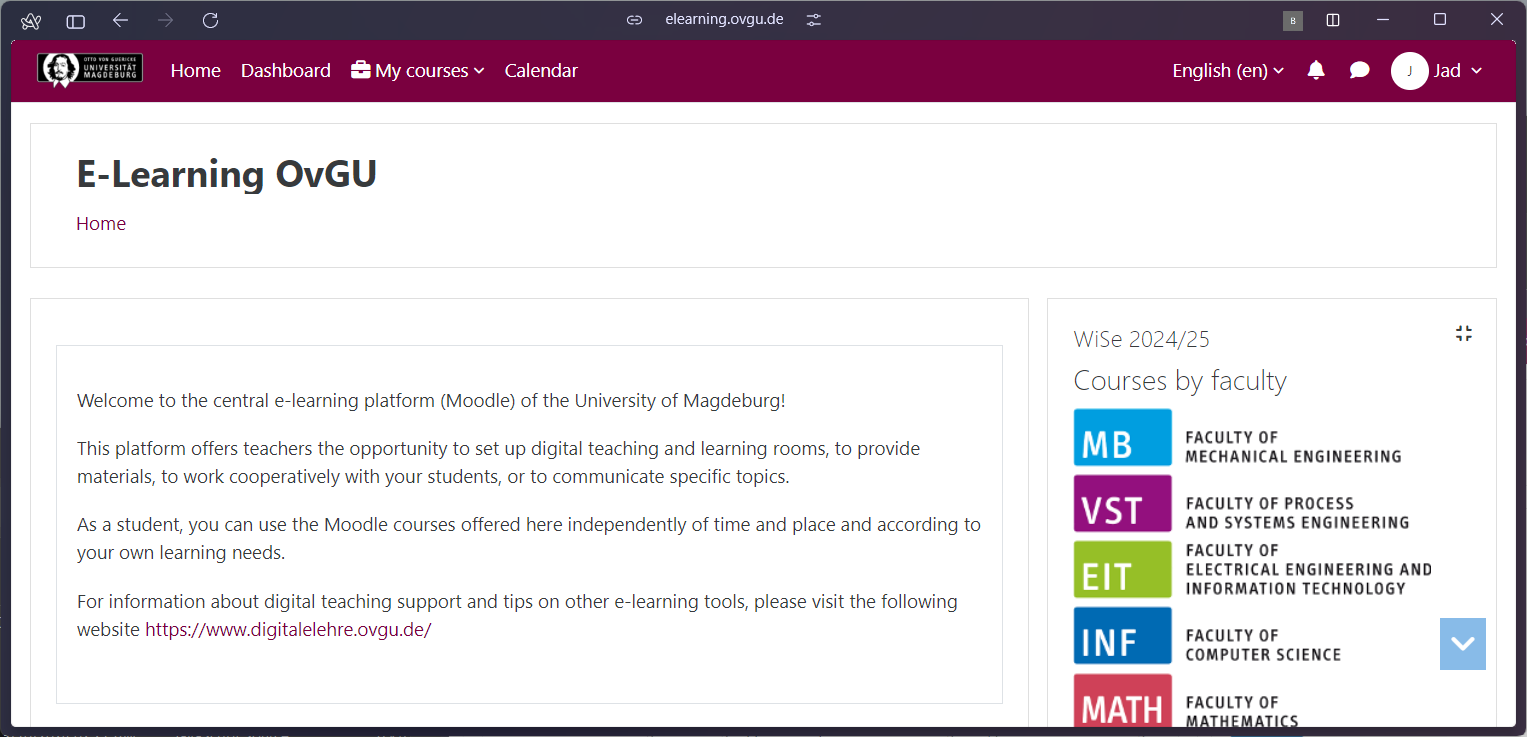 elearning.ovgu.de
B
OTTO VON GUERICKE
UNIVERSITÄT
MAGDEBURG
Home
Dashboard
My courses
Calendar
English (en)
J
Jad
E-Learning OvGU
Home
Welcome to the central e-learning platform (Moodle) of the University of Magdeburg!
This platform offers teachers the opportunity to set up digital teaching and learning rooms, to provide
materials, to work cooperatively with your students, or to communicate specific topics.
As a student, you can use the Moodle courses offered here independently of time and place and according to
your own learning needs.
For information about digital teaching support and tips on other e-learning tools, please visit the following
website https://www.digitalelehre.ovgu.de/
WiSe 2024/25
Courses by faculty
MB
FACULTY OF
MECHANICAL ENGINEERING
VST
FACULTY OF PROCESS
AND SYSTEMS ENGINEERING
EIT
FACULTY OF
ELECTRICAL ENGINEERING AND
INFORMATION TECHNOLOGY
INF
FACULTY OF
COMPUTER SCIENCE
MATH
FACULTY OF
MATHEMATICS